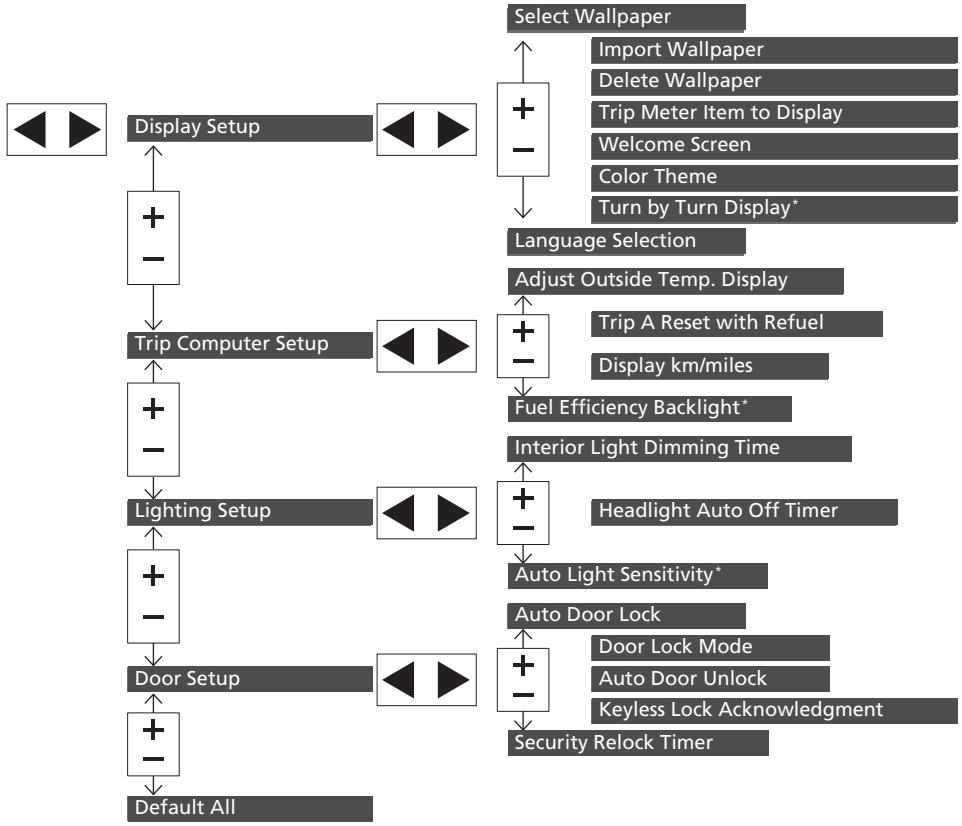 Select Wallpaper
Import Wallpaper
Delete Wallpaper
Display Setup
+
−
Trip Meter Item to Display
Welcome Screen
Color Theme
Turn by Turn Display*
Language Selection
+
−
Adjust Outside Temp. Display
Trip Computer Setup
+
−
Trip A Reset with Refuel
Display km/miles
Fuel Efficiency Backlight*
+
−
Interior Light Dimming Time
Lighting Setup
+
−
Headlight Auto Off Timer
Auto Light Sensitivity*
+
−
Auto Door Lock
Door Setup
+
−
Door Lock Mode
Auto Door Unlock
Keyless Lock Acknowledgment
Security Relock Timer
+
−
Default All